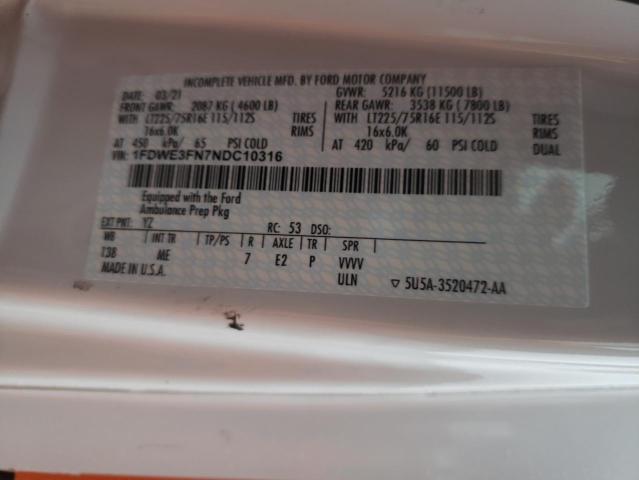 INCOMPLETE VEHICLE MFD. BY FORD MOTOR COMPANY
DATE: 03/21 GVWR: 5216 KG (11500 LB)
FRONT GAWR: 2087 KG (4600 LB) REAR GAWR: 3538 KG (7800 LB)
WITH LT225/75R16E 115/112S TIRES WITH LT225/75R16E 115/112S TIRES
16x6.0K RIMS 16x6.0K RIMS
AT 450 kPa/ 65 PSI COLD AT 420 kPa/ 60 PSI COLD DUAL
VIN: 1FDWE3FN7NDC10316
Equipped with the Ford
Ambulance Prep Pkg
EXT PNT: YZ RC: 53 DSO:
WB INT TR TP/PS R AXLE TR SPR
138 ME 7 E2 P VVVV
MADE IN U.S.A. ULN ▽ 5U5A-3520472-AA